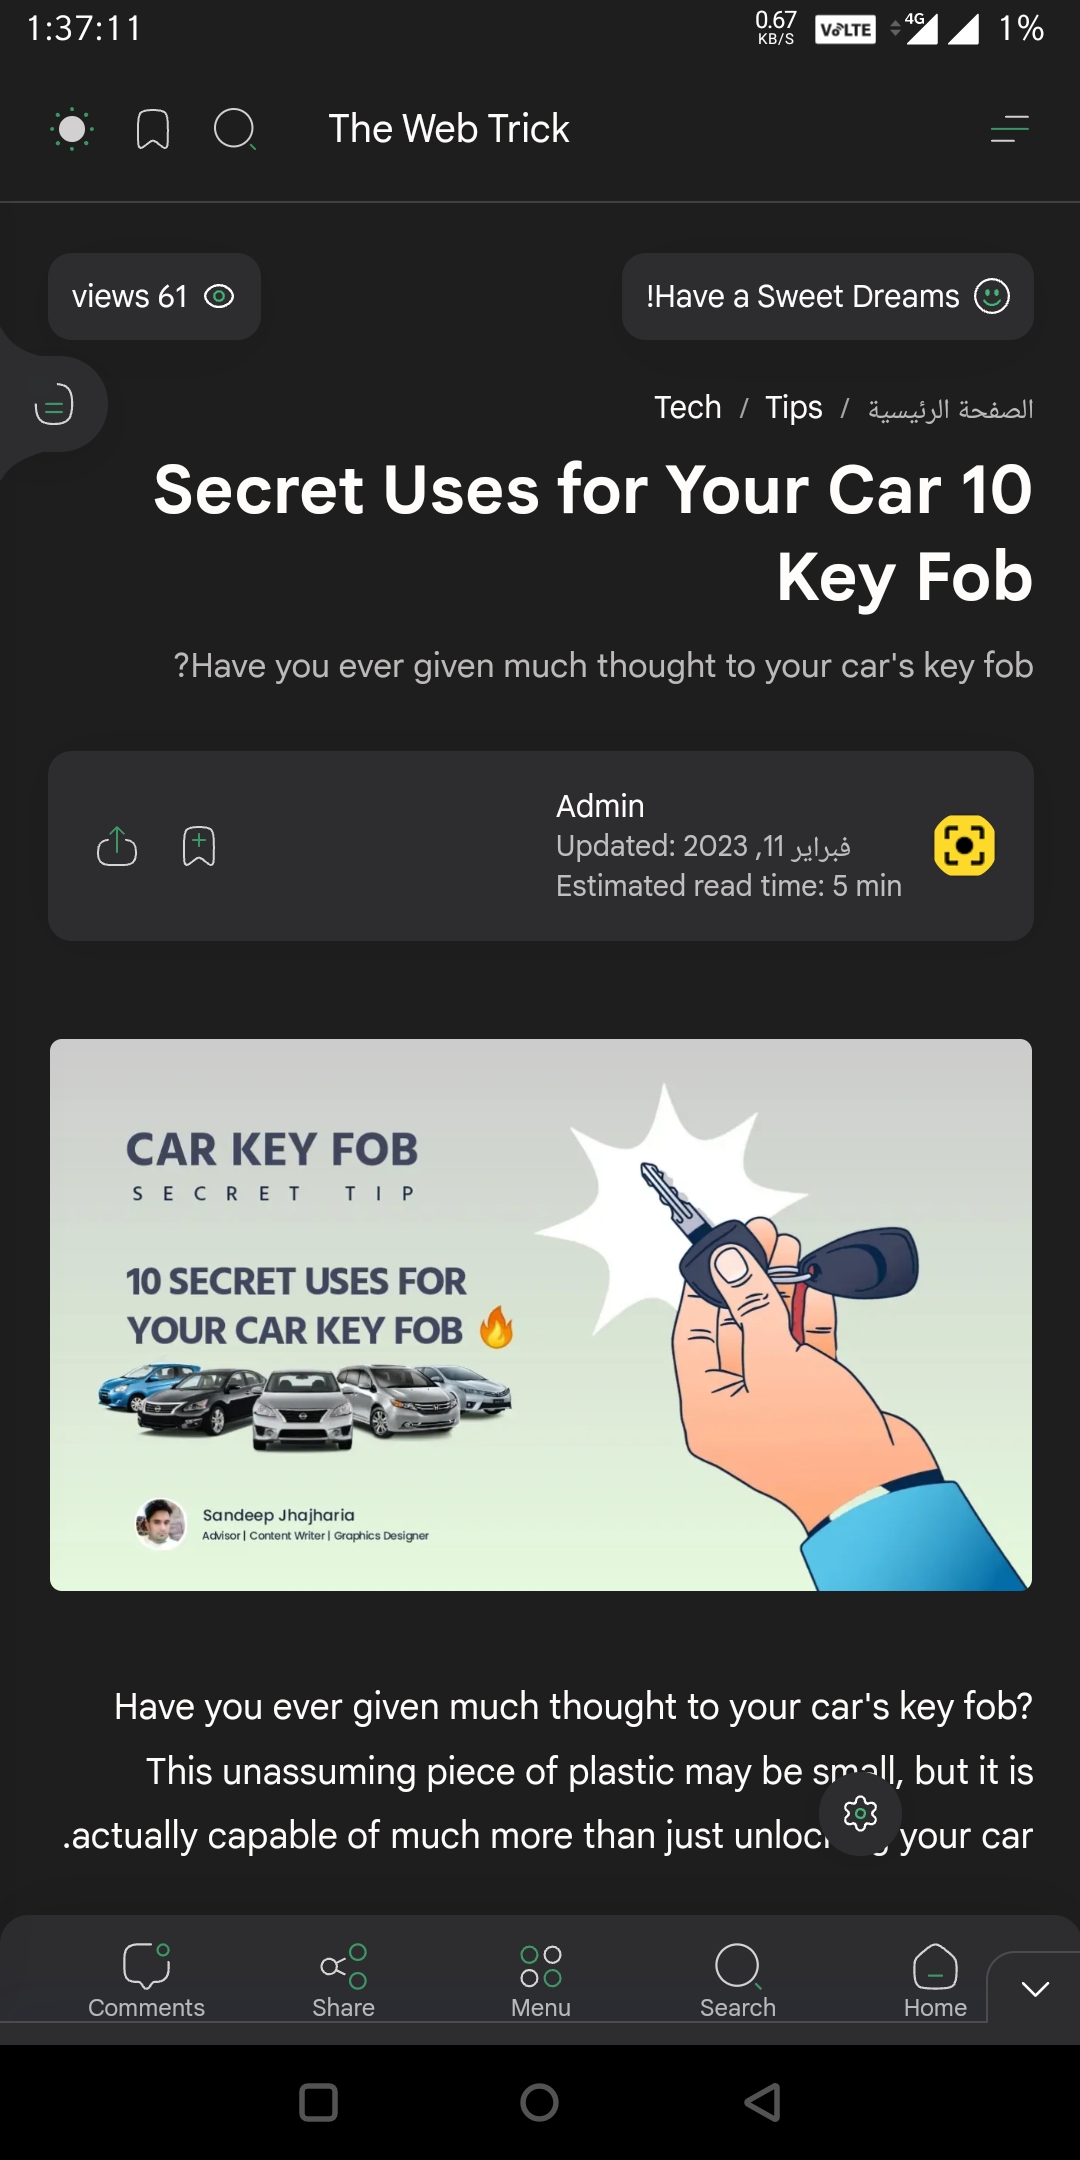 1:37:11 0.67 KB/S VoLTE 4G 1%
The Web Trick
views 61
!Have a Sweet Dreams
Tech / Tips / الصفحة الرئيسية
Secret Uses for Your Car 10
Key Fob
?Have you ever given much thought to your car's key fob
Admin
Updated: فبراير 11, 2023
Estimated read time: 5 min
CAR KEY FOB
SECRET TIP
10 SECRET USES FOR
YOUR CAR KEY FOB 🔥
Sandeep Jhajharia
Advisor | Content Writer | Graphics Designer
Have you ever given much thought to your car's key fob?
This unassuming piece of plastic may be small, but it is
.actually capable of much more than just your car
Comments Share Menu Search Home